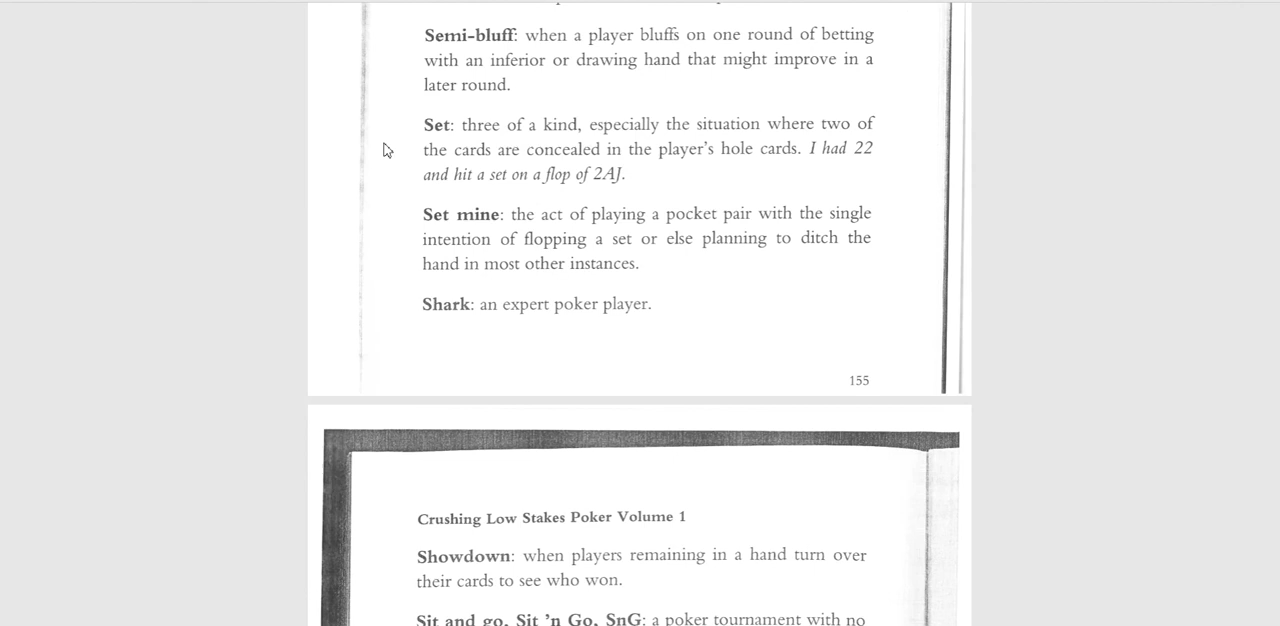 Semi-bluff: when a player bluffs on one round of betting
with an inferior or drawing hand that might improve in a
later round.
Set: three of a kind, especially the situation where two of
the cards are concealed in the player's hole cards. I had 22
and hit a set on a flop of 2AJ.
Set mine: the act of playing a pocket pair with the single
intention of flopping a set or else planning to ditch the
hand in most other instances.
Shark: an expert poker player.
155
Crushing Low Stakes Poker Volume 1
Showdown: when players remaining in a hand turn over
their cards to see who won.
Sit and go, Sit 'n Go, SnG: a poker tournament with no